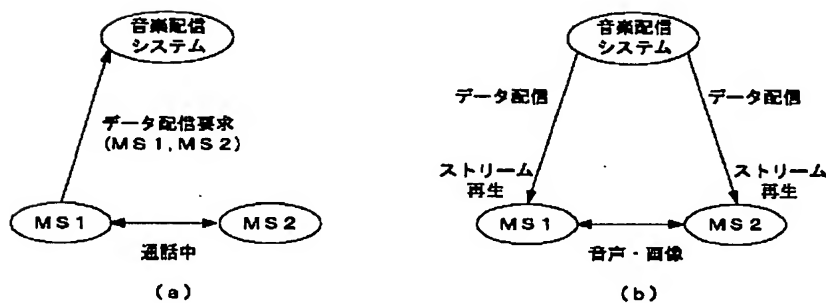 音楽配信
システム
データ配信要求
(MS1,MS2)
MS1
MS2
通話中
(a)
音楽配信
システム
データ配信
データ配信
ストリーム
再生
ストリーム
再生
MS1
MS2
音声・画像
(b)